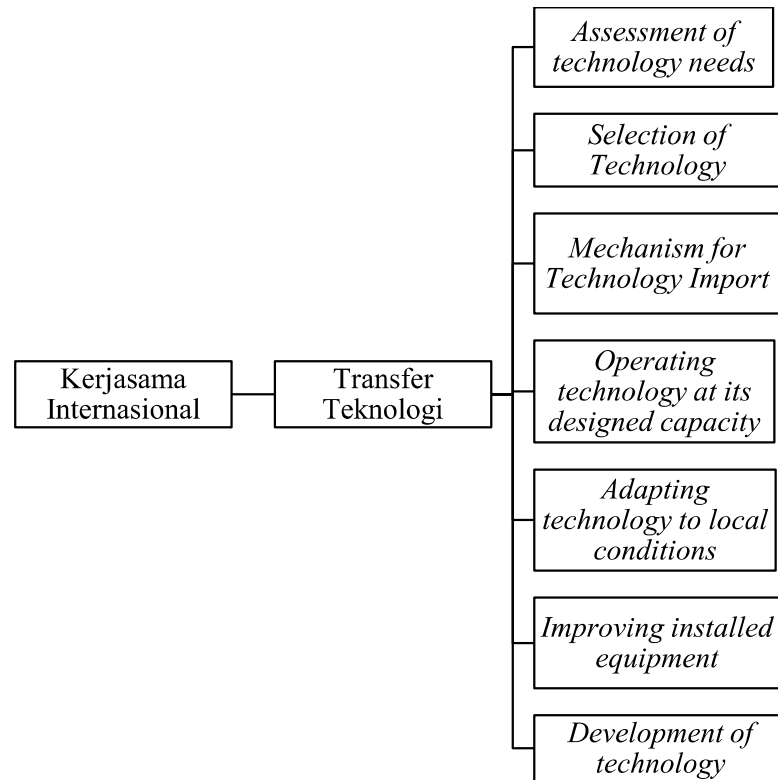 Kerjasama
Internasional
Transfer
Teknologi
Assessment of
technology needs
Selection of
Technology
Mechanism for
Technology Import
Operating
technology at its
designed capacity
Adapting
technology to local
conditions
Improving installed
equipment
Development of
technology